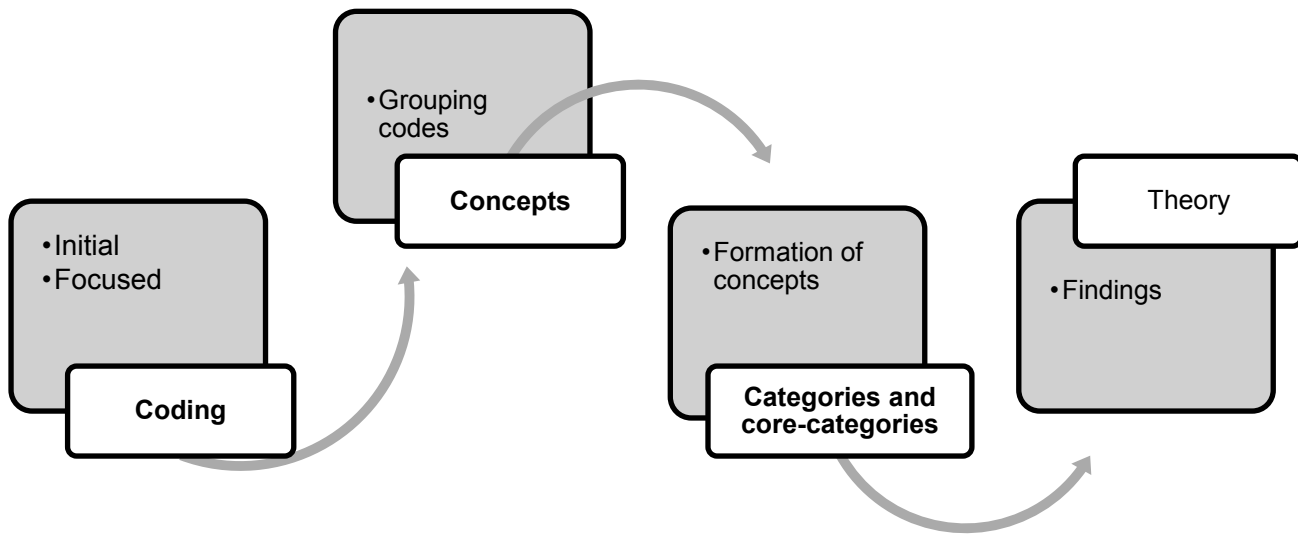 •Initial
•Focused
Coding
•Grouping
codes
Concepts
•Formation of
concepts
Categories and
core-categories
Theory
•Findings